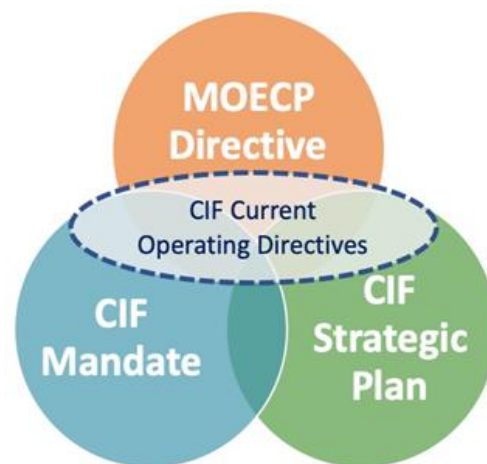 MOECP
Directive
CIF Current
Operating Directives
CIF
Mandate
CIF
Strategic
Plan